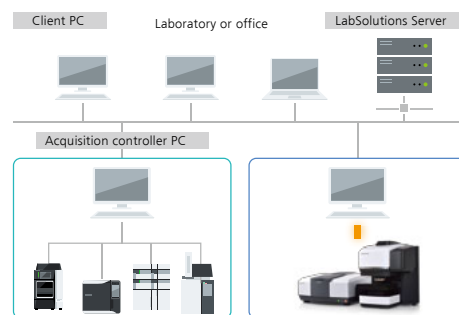 Client PC
Laboratory or office
LabSolutions Server
Acquisition controller PC